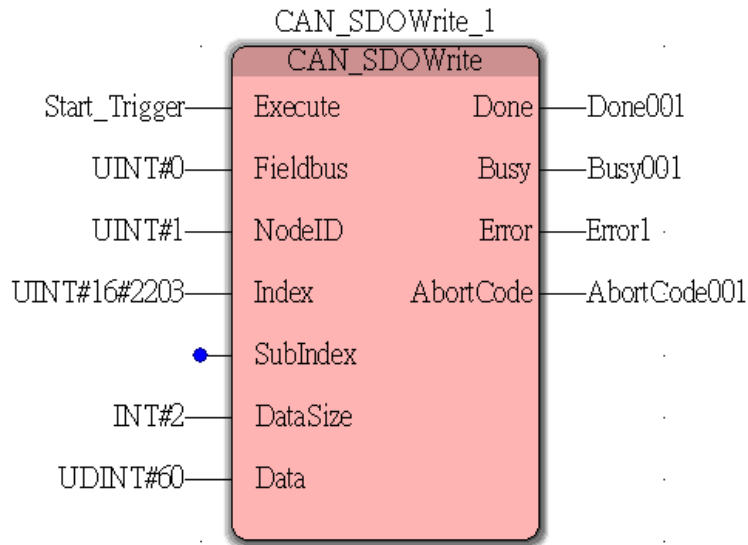 CAN_SDOWrite_1
CAN_SDOWrite
Start_Trigger Execute Done Done001
UINT#0 Fieldbus Busy Busy001
UINT#1 NodeID Error Error1
UINT#16#2203 Index AbortCode AbortCode001
SubIndex
INT#2 DataSize
UDINT#60 Data